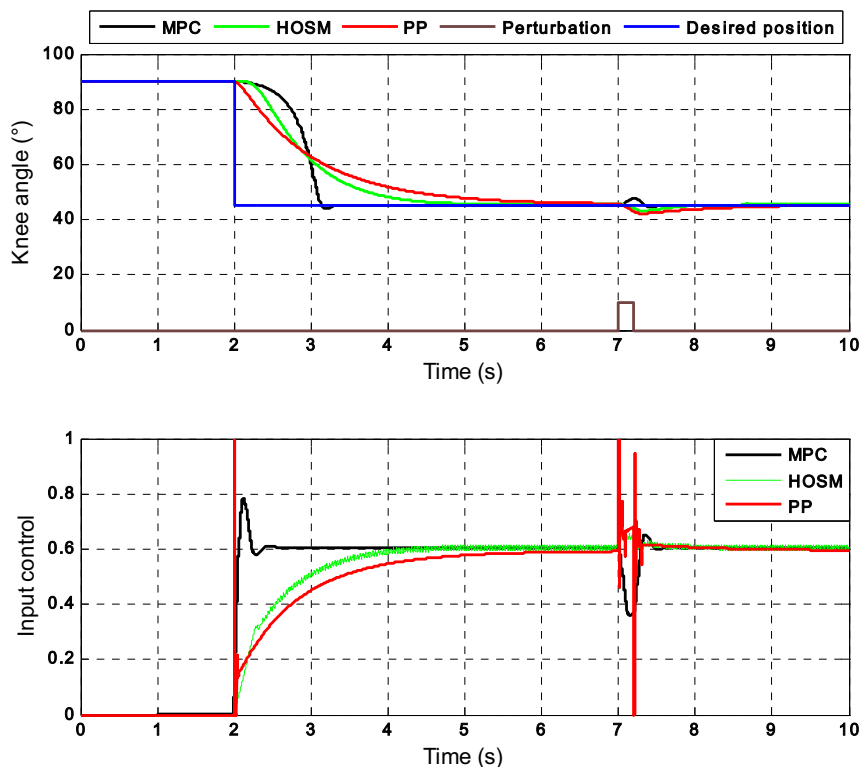 MPC HOSM PP Perturbation Desired position
100
80
60
40
20
0
Knee angle (°)
0 1 2 3 4 5 6 7 8 9 10
Time (s)
1
0.8
0.6
0.4
0.2
0
Input control
MPC
HOSM
PP
0 1 2 3 4 5 6 7 8 9 10
Time (s)